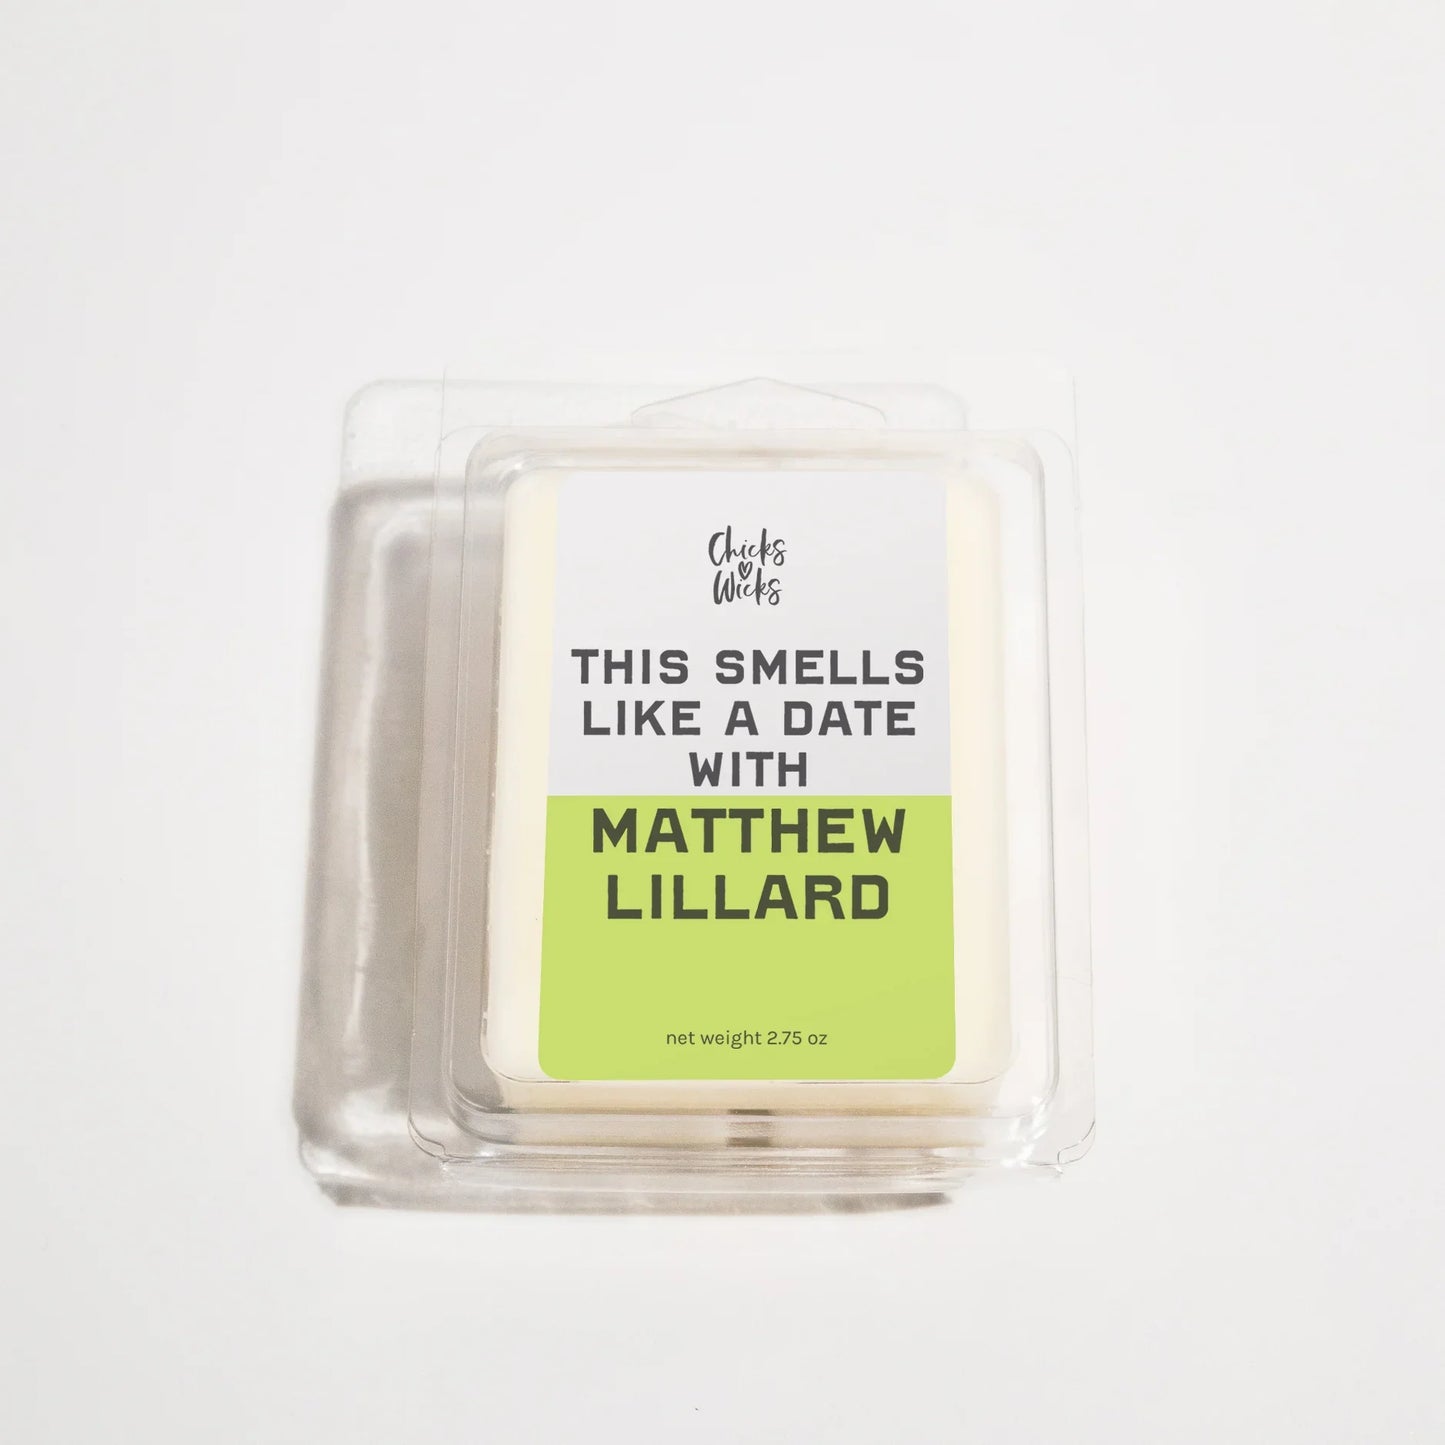 Chicks
Wicks
THIS SMELLS
LIKE A DATE
WITH
MATTHEW
LILLARD
net weight 2.75 oz